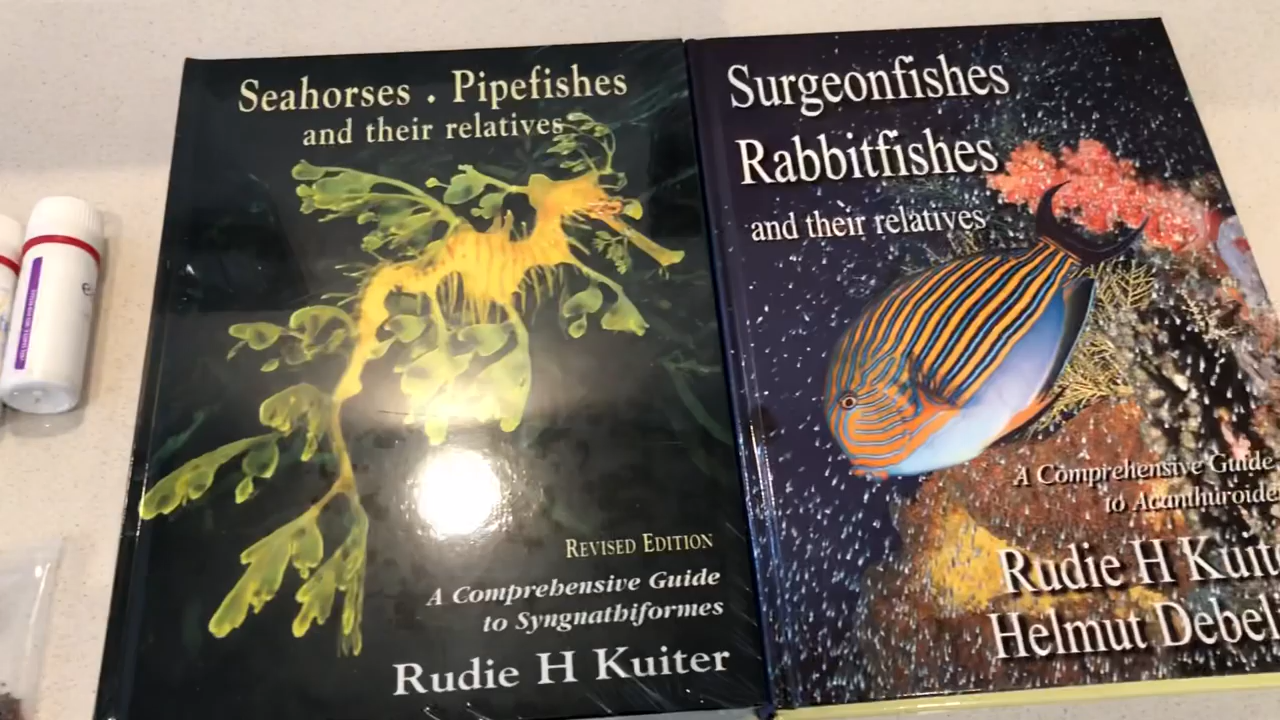 Seahorses . Pipefishes
and their relatives
REVISED EDITION
A Comprehensive Guide
to Syngnathiformes
Rudie H Kuiter
Surgeonfishes
Rabbitfishes
and their relatives
A Comprehensive Guide
to Acanthuroide
Rudie H Kuit
Helmut Debel